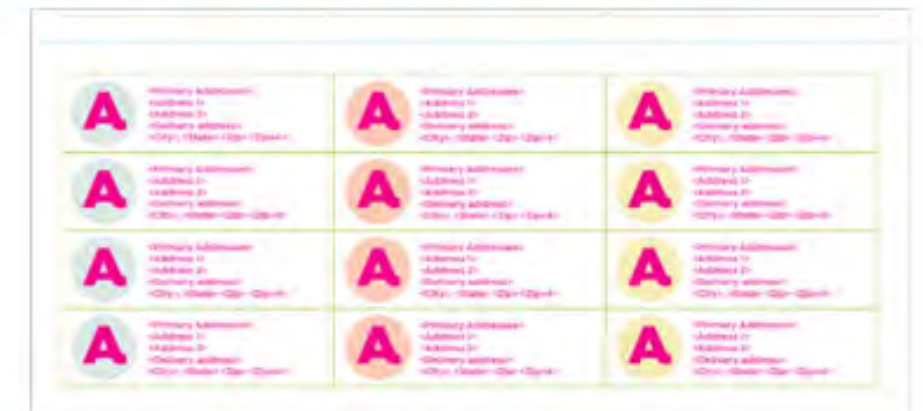 A
<Primary Addressee>
<Address 1>
<Address 2>
<Delivery address>
<City>, <State> <Zip> <Zip+4>
A
<Primary Addressee>
<Address 1>
<Address 2>
<Delivery address>
<City>, <State> <Zip> <Zip+4>
A
<Primary Addressee>
<Address 1>
<Address 2>
<Delivery address>
<City>, <State> <Zip> <Zip+4>
A
<Primary Addressee>
<Address 1>
<Address 2>
<Delivery address>
<City>, <State> <Zip> <Zip+4>
A
<Primary Addressee>
<Address 1>
<Address 2>
<Delivery address>
<City>, <State> <Zip> <Zip+4>
A
<Primary Addressee>
<Address 1>
<Address 2>
<Delivery address>
<City>, <State> <Zip> <Zip+4>
A
<Primary Addressee>
<Address 1>
<Address 2>
<Delivery address>
<City>, <State> <Zip> <Zip+4>
A
<Primary Addressee>
<Address 1>
<Address 2>
<Delivery address>
<City>, <State> <Zip> <Zip+4>
A
<Primary Addressee>
<Address 1>
<Address 2>
<Delivery address>
<City>, <State> <Zip> <Zip+4>
A
<Primary Addressee>
<Address 1>
<Address 2>
<Delivery address>
<City>, <State> <Zip> <Zip+4>
A
<Primary Addressee>
<Address 1>
<Address 2>
<Delivery address>
<City>, <State> <Zip> <Zip+4>
A
<Primary Addressee>
<Address 1>
<Address 2>
<Delivery address>
<City>, <State> <Zip> <Zip+4>